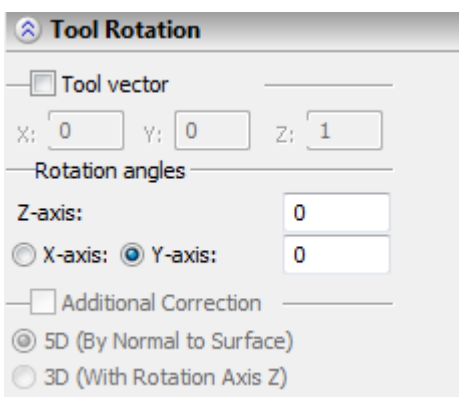 Tool Rotation
Tool vector
X: 0 Y: 0 Z: 1
Rotation angles
Z-axis: 0
X-axis: Y-axis: 0
Additional Correction
5D (By Normal to Surface)
3D (With Rotation Axis Z)